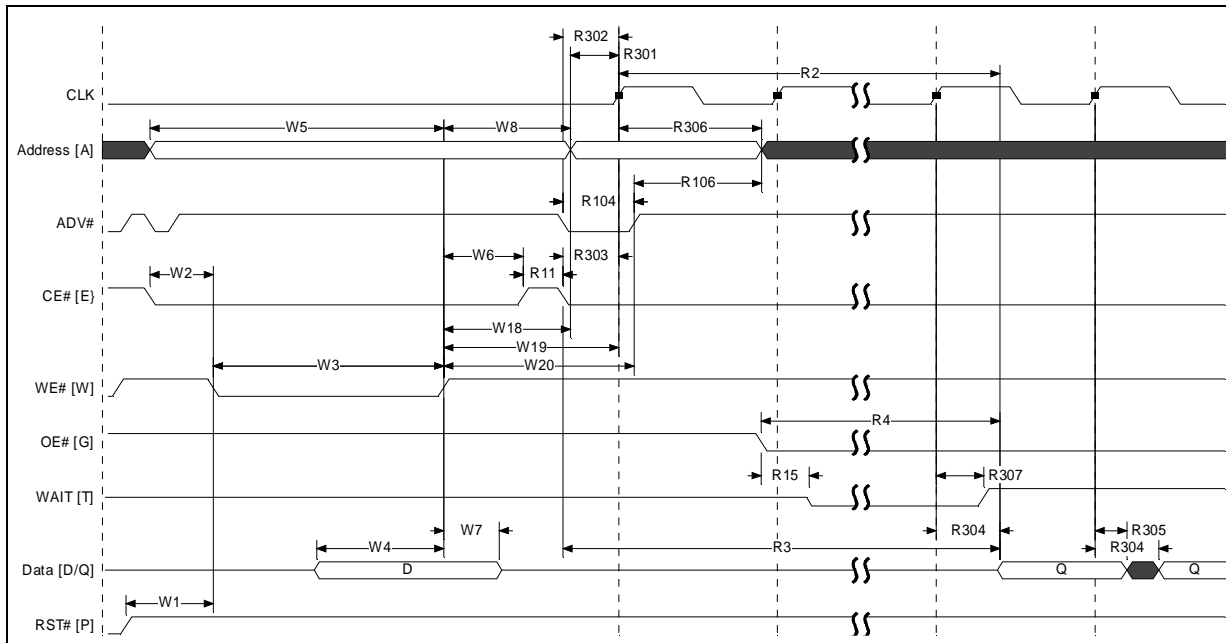 R302
R301
R2
CLK
W5 W8 R306
Address [A]
R106
R104
ADV#
W6 R303
W2 R11
CE# [E}
W18
W19
W3 W20
WE# [W]
R4
OE# [G]
R15 R307
WAIT [T]
W7 R304 R305
W4 R3 R304
Data [D/Q] D Q Q
W1
RST# [P]